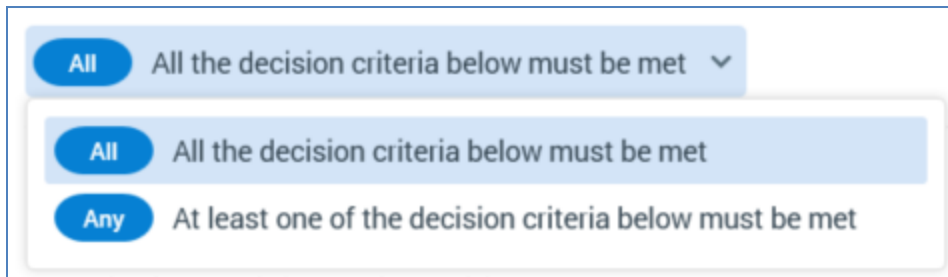 All All the decision criteria below must be met
All All the decision criteria below must be met
Any At least one of the decision criteria below must be met